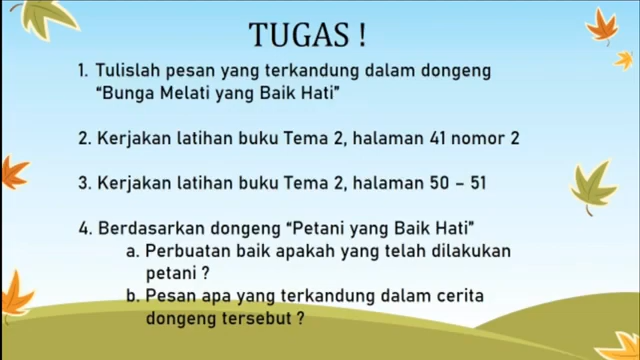 TUGAS !
1. Tulislah pesan yang terkandung dalam dongeng
"Bunga Melati yang Baik Hati"
2. Kerjakan latihan buku Tema 2, halaman 41 nomor 2
3. Kerjakan latihan buku Tema 2, halaman 50 – 51
4. Berdasarkan dongeng "Petani yang Baik Hati"
a. Perbuatan baik apakah yang telah dilakukan
petani ?
b. Pesan apa yang terkandung dalam cerita
dongeng tersebut ?